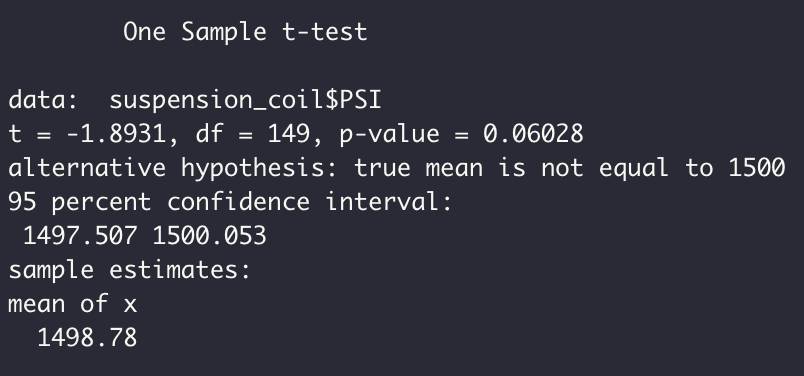 One Sample t-test
data:  suspension_coil$PSI
t = -1.8931, df = 149, p-value = 0.06028
alternative hypothesis: true mean is not equal to 1500
95 percent confidence interval:
 1497.507 1500.053
sample estimates:
mean of x
  1498.78